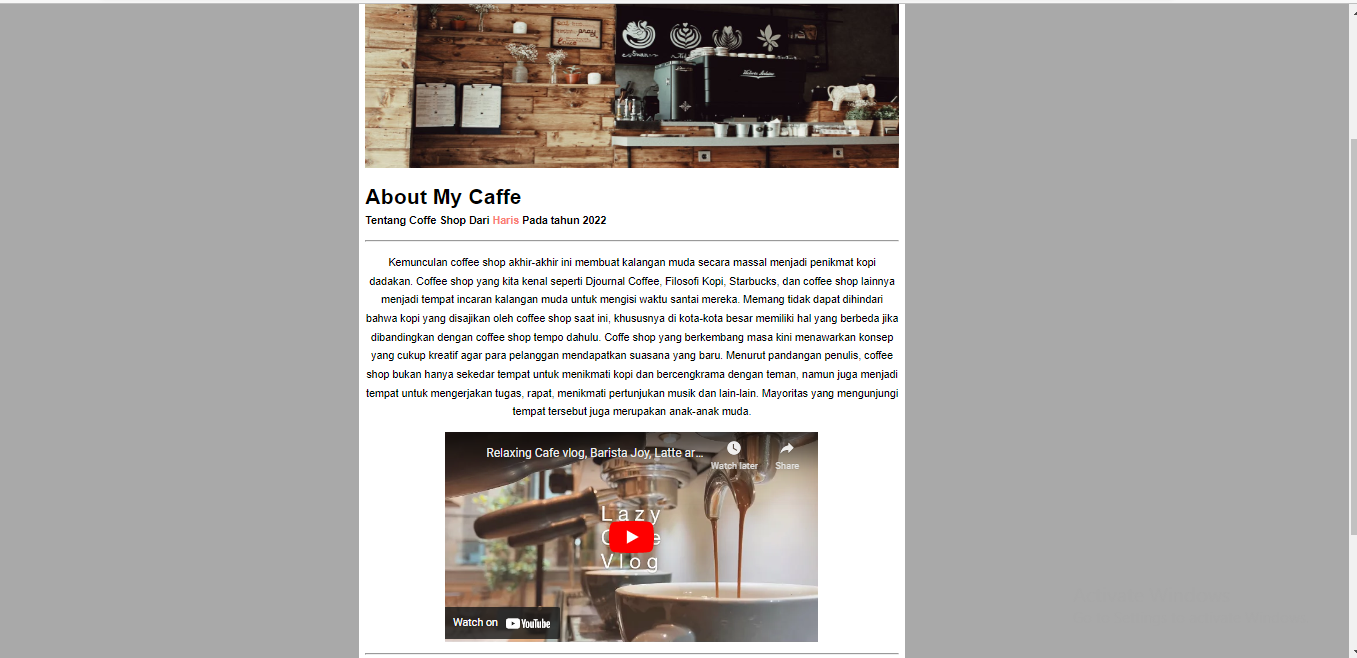 About My Caffe
Tentang Coffe Shop Dari Haris Pada tahun 2022
Kemunculan coffee shop akhir-akhir ini membuat kalangan muda secara massal menjadi penikmat kopi
dadakan. Coffee shop yang kita kenal seperti Djournal Coffee, Filosofi Kopi, Starbucks, dan coffee shop lainnya
menjadi tempat incaran kalangan muda untuk mengisi waktu santai mereka. Memang tidak dapat dihindari
bahwa kopi yang disajikan oleh coffee shop saat ini, khususnya di kota-kota besar memiliki hal yang berbeda jika
dibandingkan dengan coffee shop tempo dahulu. Coffe shop yang berkembang masa kini menawarkan konsep
yang cukup kreatif agar para pelanggan mendapatkan suasana yang baru. Menurut pandangan penulis, coffee
shop bukan hanya sekedar tempat untuk menikmati kopi dan bercengkrama dengan teman, namun juga menjadi
tempat untuk mengerjakan tugas, rapat, menikmati pertunjukan musik dan lain-lain. Mayoritas yang mengunjungi
tempat tersebut juga merupakan anak-anak muda.
Relaxing Cafe vlog, Barista Joy, Latte ar...
Watch later
Share
Lazy
Vlog
Watch on YouTube